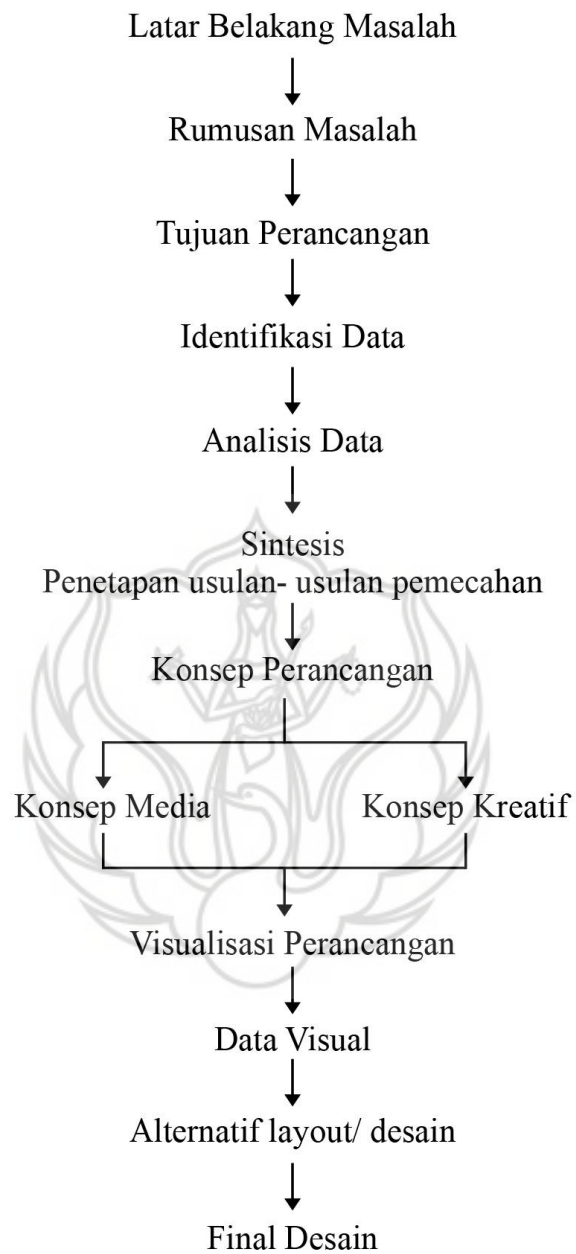 Latar Belakang Masalah
Rumusan Masalah
Tujuan Perancangan
Identifikasi Data
Analisis Data
Sintesis
Penetapan usulan- usulan pemecahan
Konsep Perancangan
Konsep Media
Konsep Kreatif
Visualisasi Perancangan
Data Visual
Alternatif layout/ desain
Final Desain